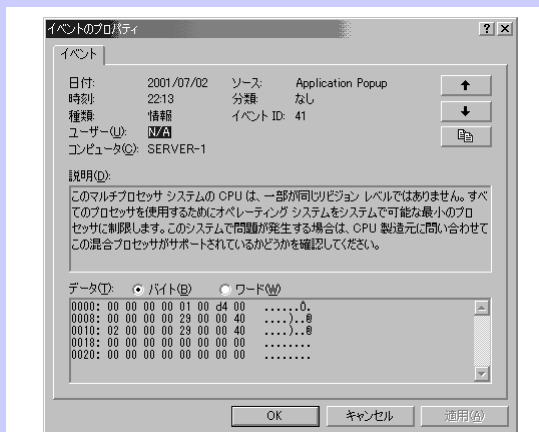 イベントのプロパティ
イベント
日付: 2001/07/02 ソース: Application Popup
時刻: 22:13 分類: なし
種類: 情報 イベント ID: 41
ユーザー(U): N/A
コンピュータ(C): SERVER-1
説明(D):
このマルチプロセッサ システムの CPU は、一部が同じリビジョン レベルではありません。すべ
てのプロセッサを使用するためにオペレーティング システムをシステムで可能な最小のプロ
セッサに制限します。このシステムで問題が発生する場合は、CPU 製造元に問い合わせて
この混合プロセッサがサポートされているかどうかを確認してください。
データ(T): バイト(B) ワード(W)
0000: 00 00 00 00 01 00 d4 00 ......Ô.
0008: 00 00 00 00 29 00 00 40 ....)..@
0010: 02 00 00 00 29 00 00 40 ....)..@
0018: 00 00 00 00 00 00 00 00 ........
0020: 00 00 00 00 00 00 00 00 ........
OK キャンセル 適用(A)